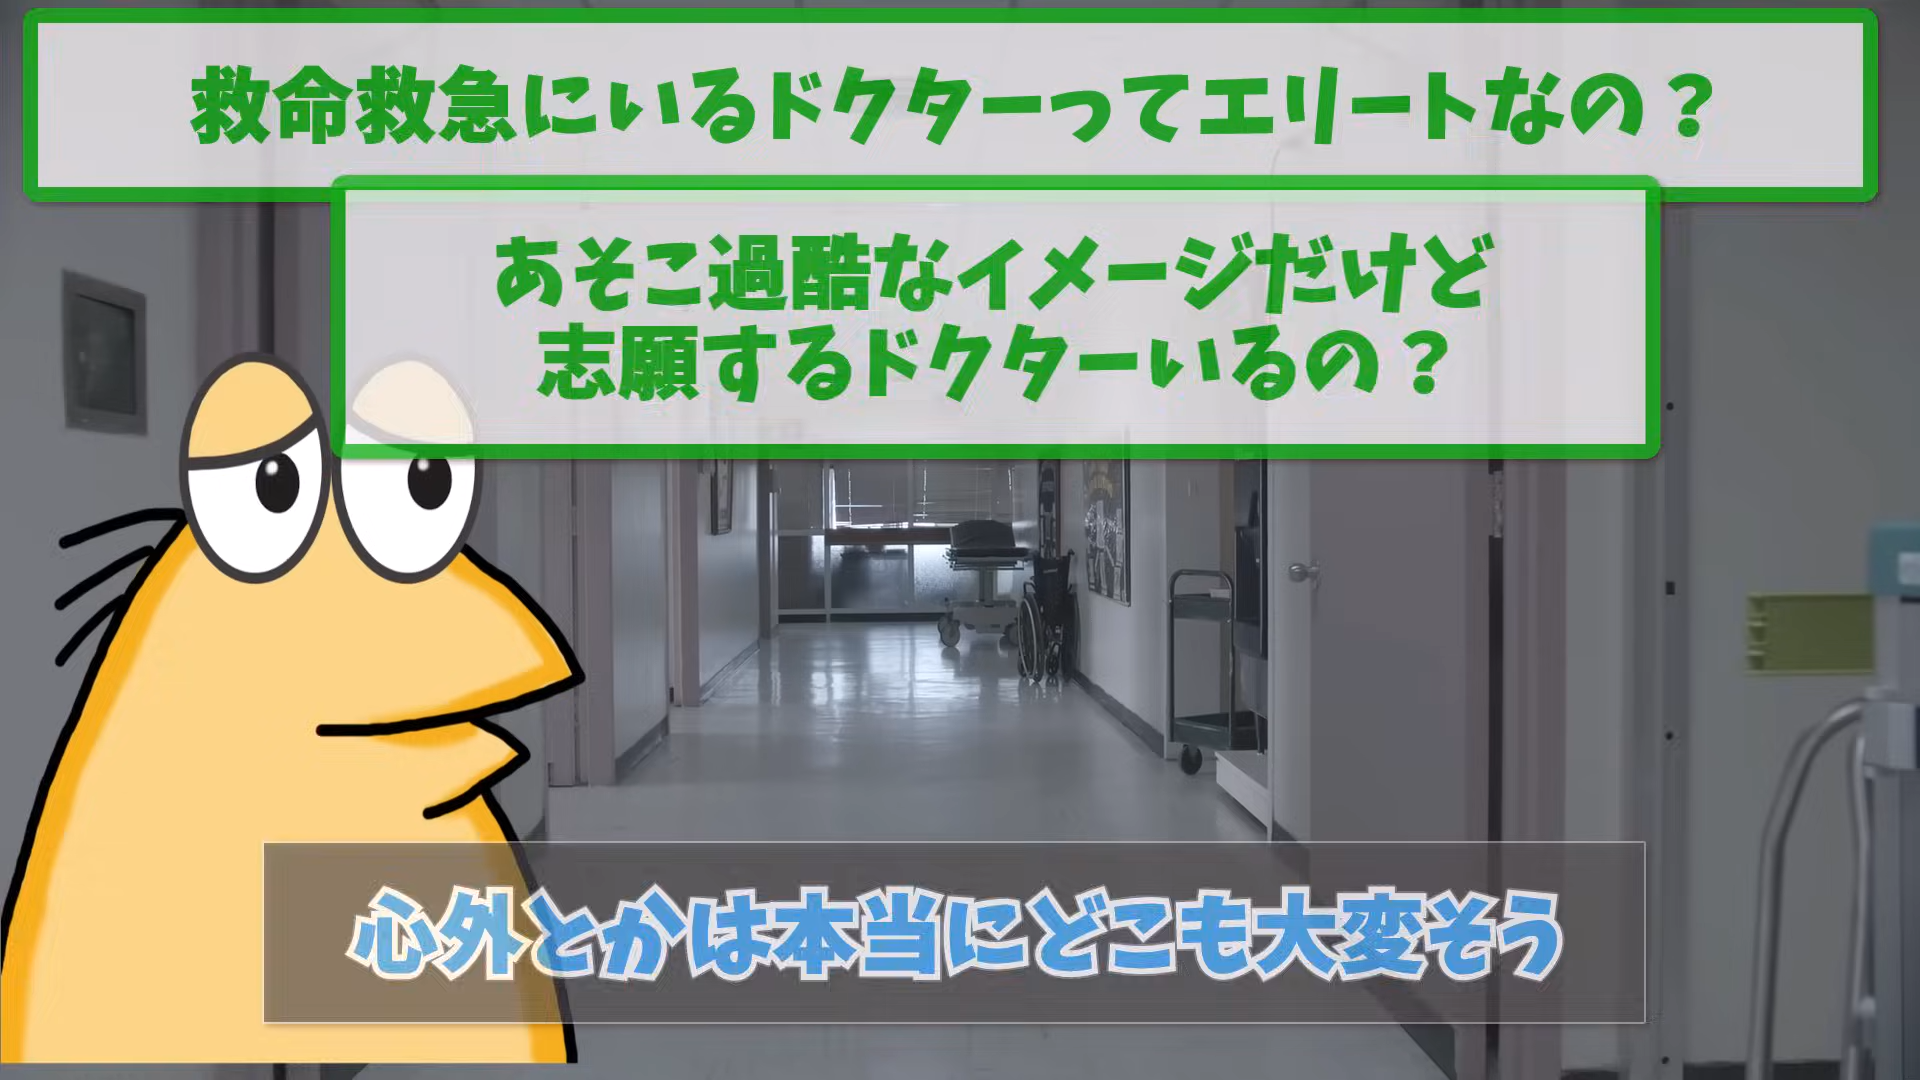 救命救急にいるドクターってエリートなの？
あそこ過酷なイメージだけど
志願するドクターいるの？
心外とかは本当にどこも大変そう